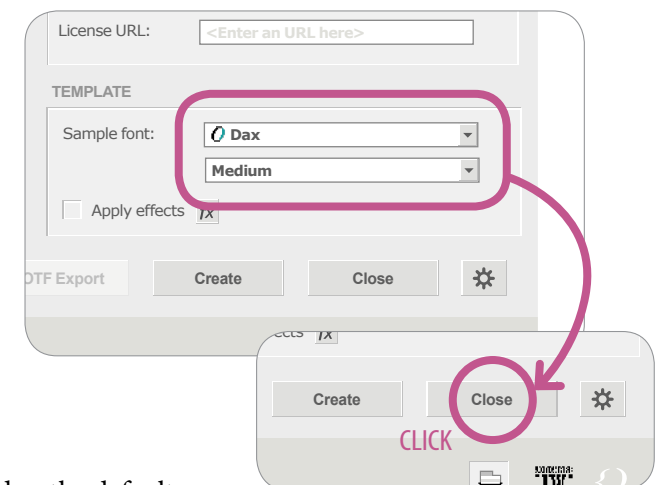 License URL: <Enter an URL here>
TEMPLATE
Sample font: Dax
Medium
Apply effects fx
OTF Export Create Close
fx
Create Close
CLICK